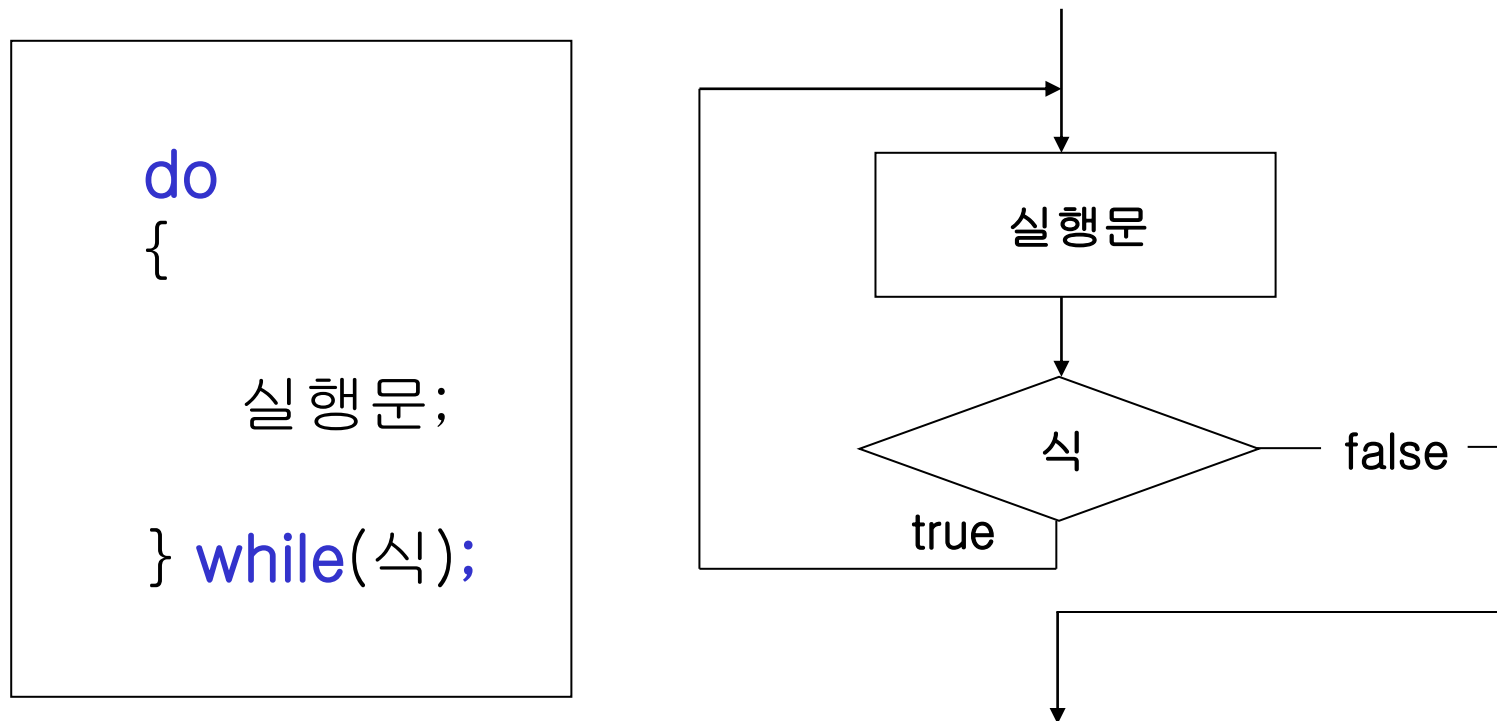 do
{
실행문;
} while(식);
실행문
식
false
true